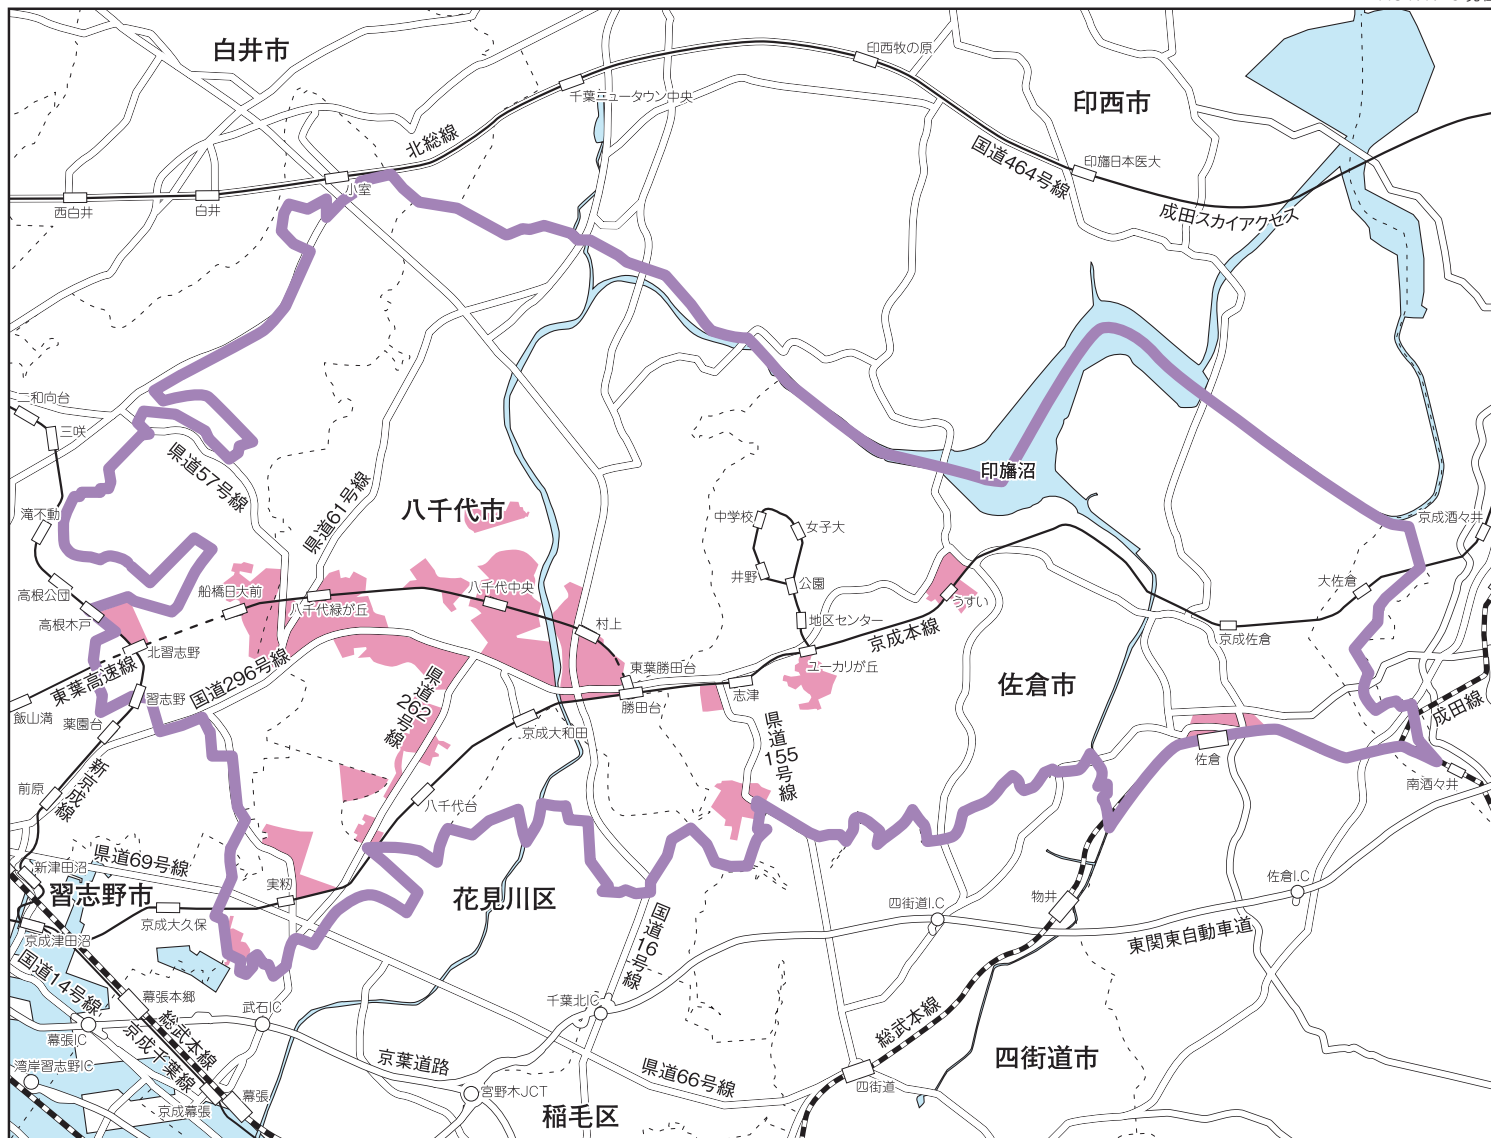 白井市
印西牧の原
印西市
千葉ニュータウン中央
北総線
国道464号線
印旛日本医大
小室
西白井
白井
成田スカイアクセス
二和向台
三咲
県道57号線
県道61号線
印旛沼
八千代市
滝不動
中学校
女子大
京成酒々井
井野
公園
大佐倉
高根公団
船橋日大前
八千代緑が丘
八千代中央
うすい
高根木戸
村上
地区センター
京成本線
京成佐倉
北習志野
東葉高速線
国道296号線
東葉勝田台
ユーカリが丘
佐倉市
習志野
県道262号線
勝田台
志津
成田線
飯山満
薬園台
京成大和田
県道155号線
佐倉
新京成線
前原
八千代台
南酒々井
県道69号線
新津田沼
習志野市
実籾
花見川区
佐倉I.C
物井
京成大久保
国道16号線
四街道I.C
京成津田沼
東関東自動車道
国道14号線
幕張本郷
武石IC
千葉北IC
総武本線
幕張IC
総武本線
京成千葉線
京葉道路
四街道市
湾岸習志野IC
県道66号線
四街道
宮野木JCT
幕張
京成幕張
稲毛区